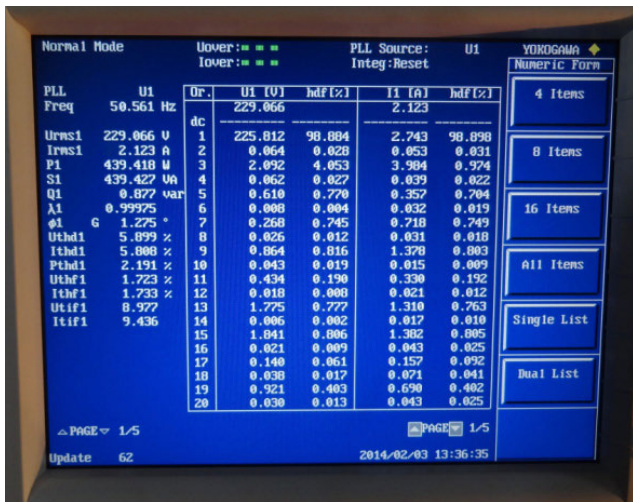 Normal Mode Uover: PLL Source: U1 YOKOGAWA
Iover: Integ:Reset Numeric Form
PLL U1 Or. U1 [V] hdf[%] I1 [A] hdf[%] 4 Items
Freq 50.561 Hz 229.066 2.123
dc ---------- ---------- ---------- ----------
Urms1 229.066 V 1 225.812 98.884 2.743 98.898
Irms1 2.123 A 2 0.064 0.028 0.053 0.031
P1 439.418 W 3 2.092 4.053 3.984 0.974 8 Items
S1 439.427 VA 4 0.062 0.027 0.039 0.022
Q1 0.877 var 5 0.610 0.770 0.357 0.704
λ1 0.99975 6 0.008 0.004 0.032 0.019 16 Items
ϕ1 G 1.275 ° 7 0.268 0.745 0.718 0.749
Uthd1 5.899 % 8 0.026 0.012 0.031 0.018
Ithd1 5.808 % 9 0.864 0.816 1.378 0.803
Pthd1 2.191 % 10 0.043 0.019 0.015 0.009 All Items
Uthf1 1.723 % 11 0.434 0.190 0.330 0.192
Ithf1 1.733 % 12 0.018 0.008 0.021 0.012
Utif1 8.977 13 1.775 0.777 1.310 0.763
Itif1 9.436 14 0.006 0.002 0.017 0.010 Single List
15 1.841 0.806 1.382 0.805
16 0.021 0.009 0.043 0.025
17 0.140 0.061 0.157 0.092
18 0.038 0.017 0.071 0.041 Dual List
19 0.921 0.403 0.690 0.402
20 0.030 0.013 0.043 0.025
△PAGE▽ 1/5 PAGE 1/5
Update 62 2014/02/03 13:36:35